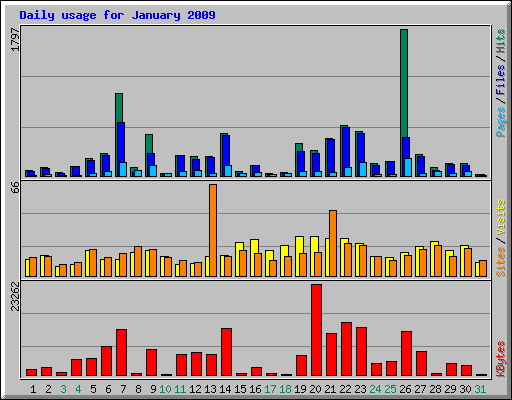 Daily usage for January 2009
1797
Pages / Files / Hits
66
Sites / Visits
23262
KBytes
1 2 3 4 5 6 7 8 9 10 11 12 13 14 15 16 17 18 19 20 21 22 23 24 25 26 27 28 29 30 31